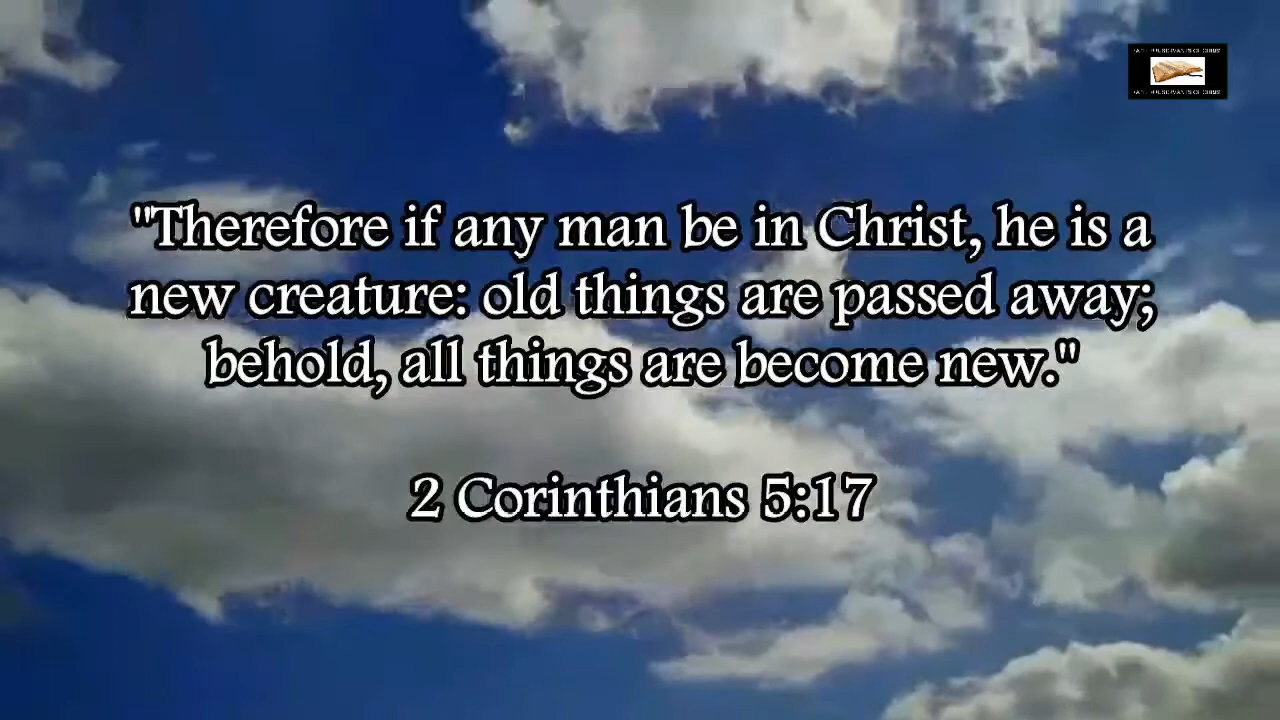 "Therefore if any man be in Christ, he is a
new creature: old things are passed away;
behold, all things are become new."
2 Corinthians 5:17